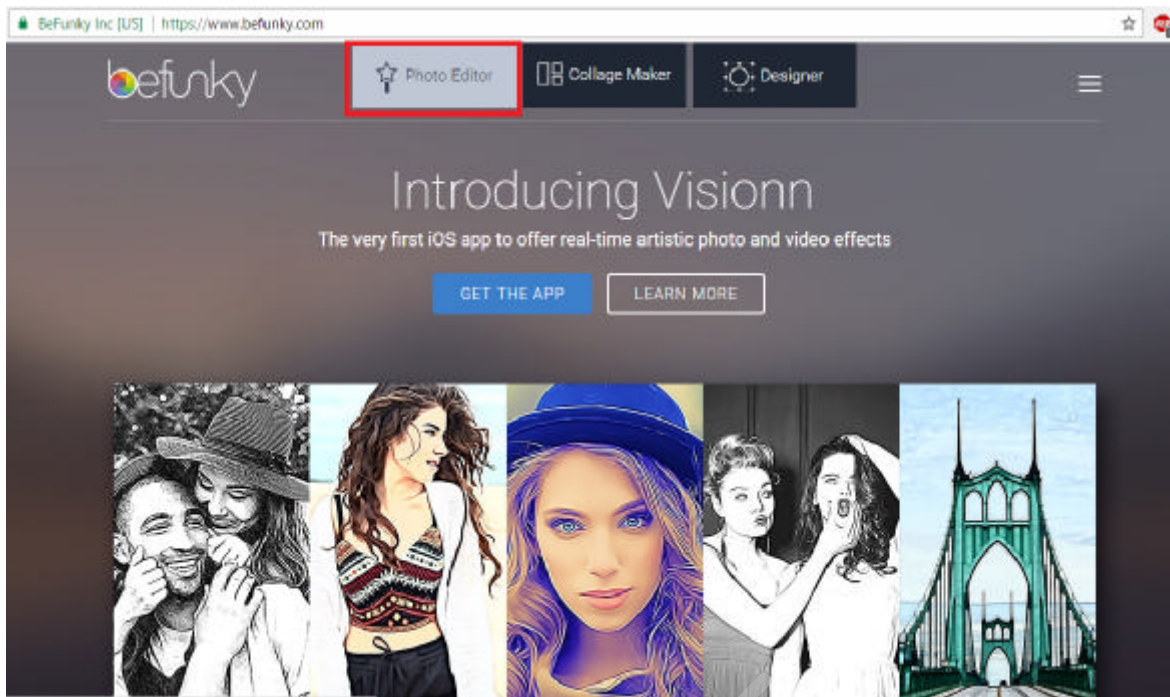 BeFunky Inc [US] | https://www.befunky.com
befunky
Photo Editor
Collage Maker
Designer
Introducing Visionn
The very first iOS app to offer real-time artistic photo and video effects
GET THE APP
LEARN MORE